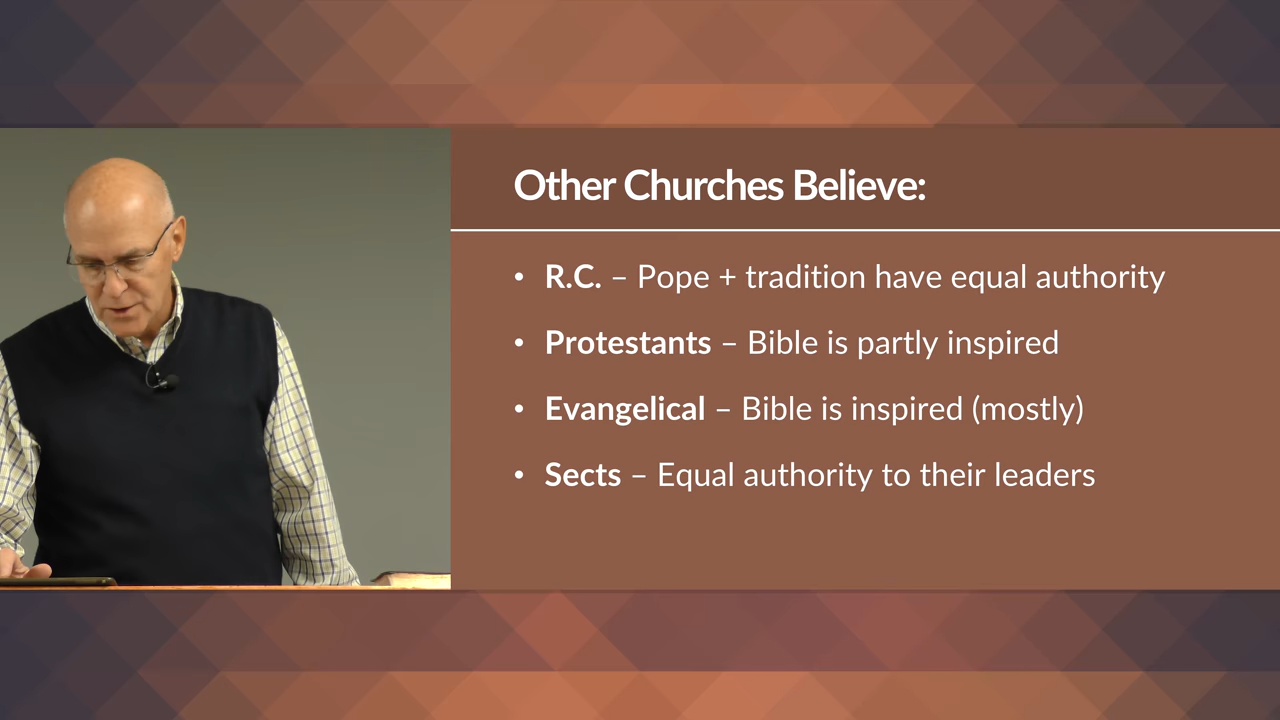 Other Churches Believe:
• R.C. – Pope + tradition have equal authority
• Protestants – Bible is partly inspired
• Evangelical – Bible is inspired (mostly)
• Sects – Equal authority to their leaders